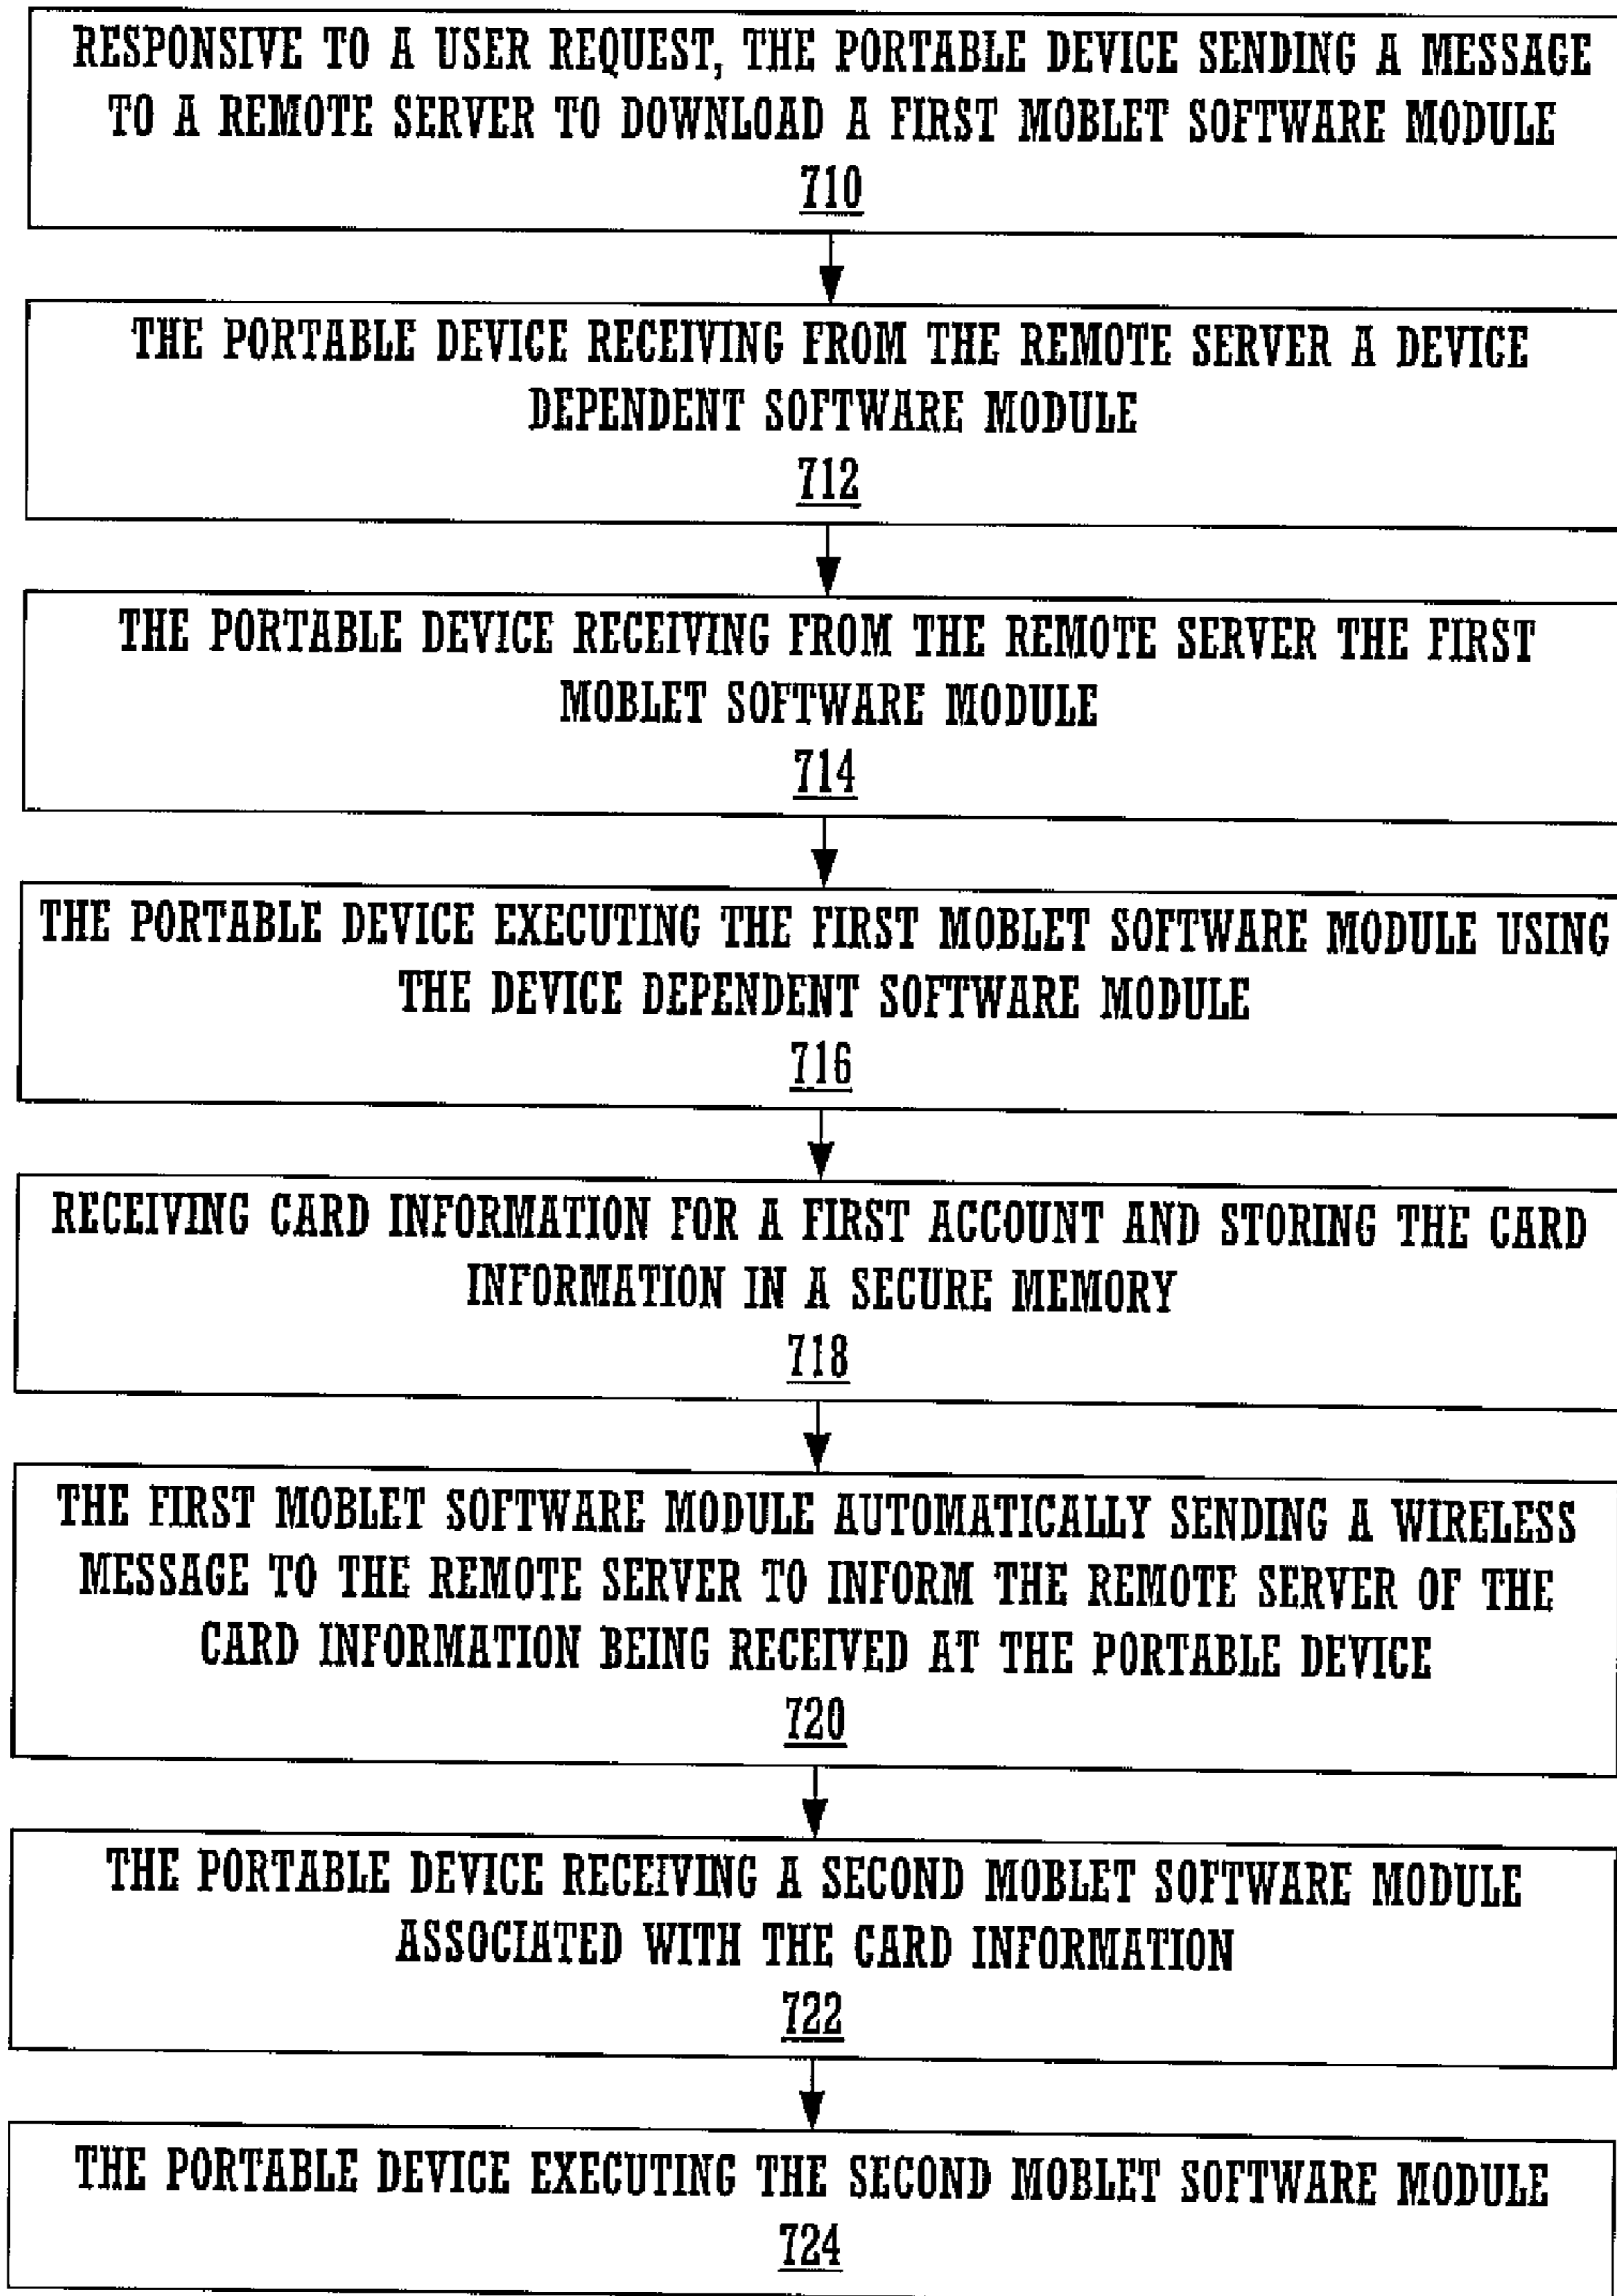 RESPONSIVE TO A USER REQUEST, THE PORTABLE DEVICE SENDING A MESSAGE
TO A REMOTE SERVER TO DOWNLOAD A FIRST MOBLET SOFTWARE MODULE
710
THE PORTABLE DEVICE RECEIVING FROM THE REMOTE SERVER A DEVICE
DEPENDENT SOFTWARE MODULE
712
THE PORTABLE DEVICE RECEIVING FROM THE REMOTE SERVER THE FIRST
MOBLET SOFTWARE MODULE
714
THE PORTABLE DEVICE EXECUTING THE FIRST MOBLET SOFTWARE MODULE USING
THE DEVICE DEPENDENT SOFTWARE MODULE
716
RECEIVING CARD INFORMATION FOR A FIRST ACCOUNT AND STORING THE CARD
INFORMATION IN A SECURE MEMORY
718
THE FIRST MOBLET SOFTWARE MODULE AUTOMATICALLY SENDING A WIRELESS
MESSAGE TO THE REMOTE SERVER TO INFORM THE REMOTE SERVER OF THE
CARD INFORMATION BEING RECEIVED AT THE PORTABLE DEVICE
720
THE PORTABLE DEVICE RECEIVING A SECOND MOBLET SOFTWARE MODULE
ASSOCIATED WITH THE CARD INFORMATION
722
THE PORTABLE DEVICE EXECUTING THE SECOND MOBLET SOFTWARE MODULE
724